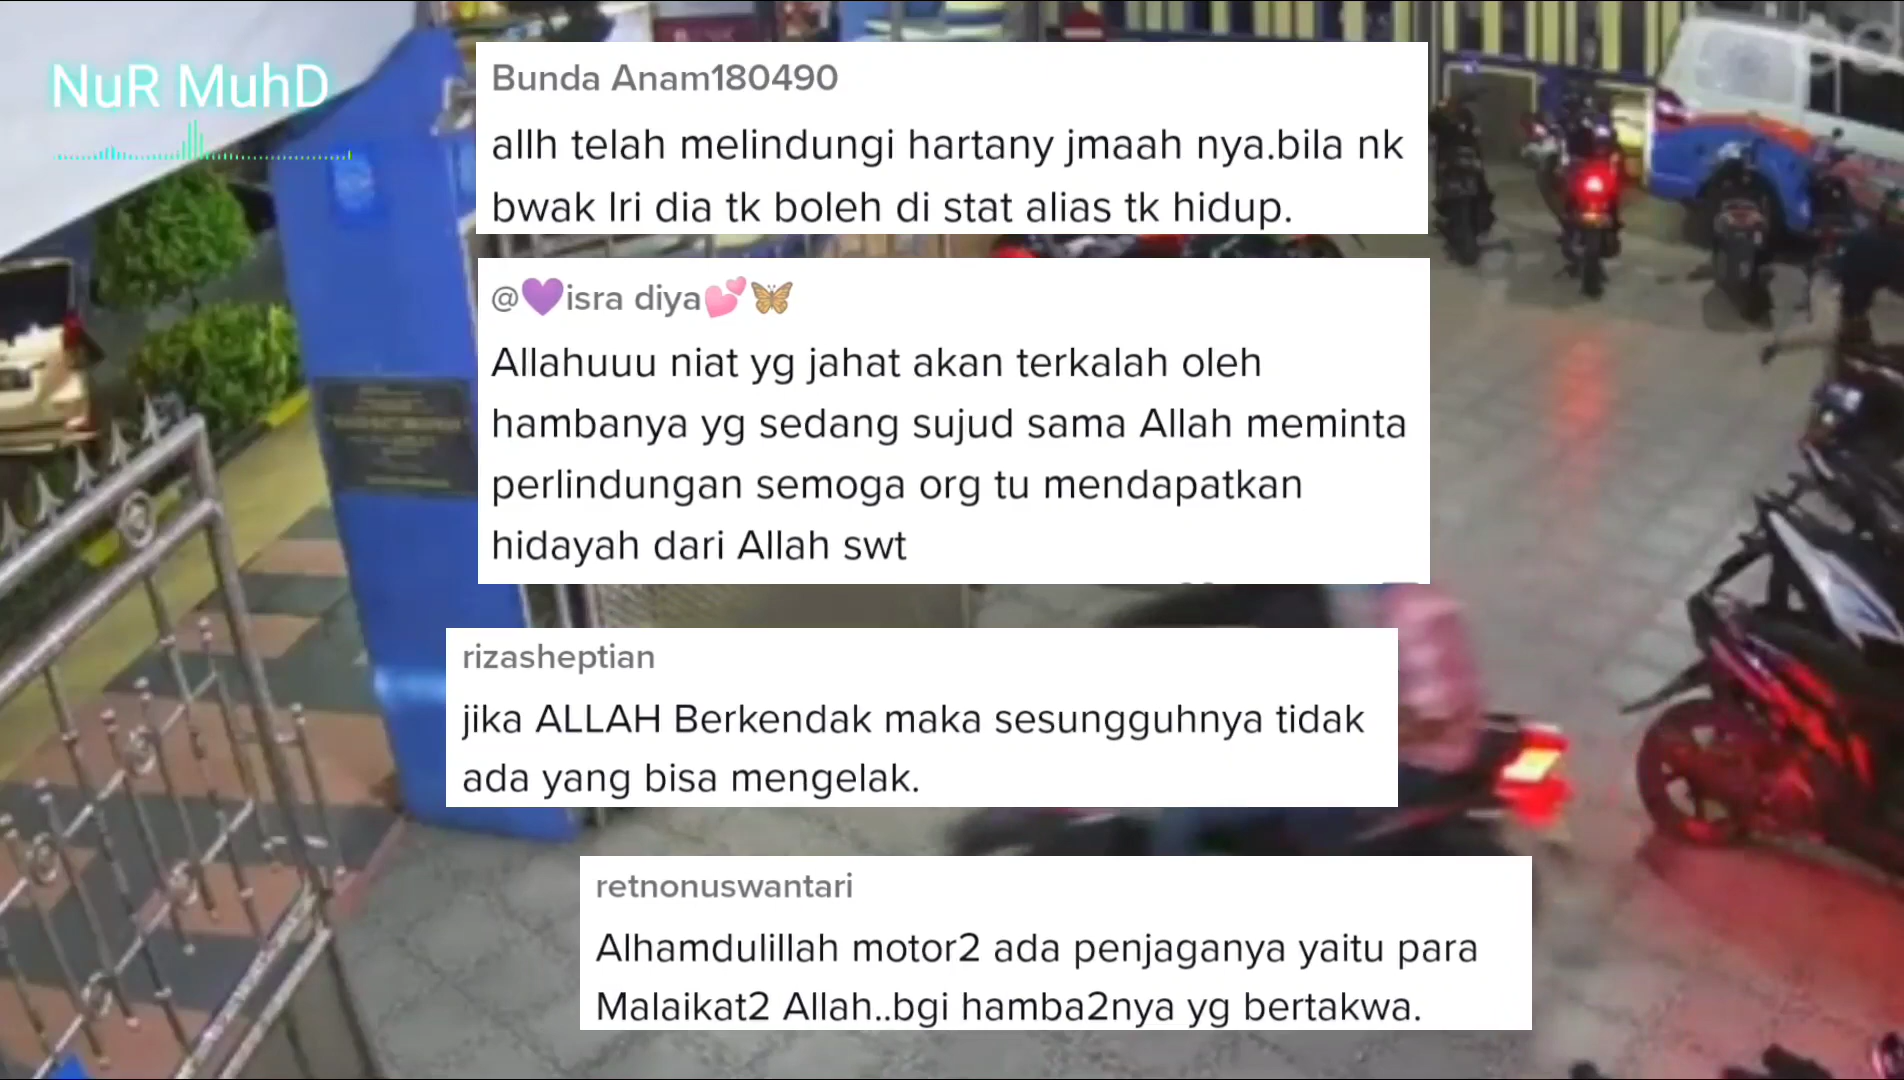 NuR MuhD
Bunda Anam180490
allh telah melindungi hartany jmaah nya.bila nk
bwak lri dia tk boleh di stat alias tk hidup.
@💜isra diya💕🦋
Allahuuu niat yg jahat akan terkalah oleh
hambanya yg sedang sujud sama Allah meminta
perlindungan semoga org tu mendapatkan
hidayah dari Allah swt
rizasheptian
jika ALLAH Berkendak maka sesungguhnya tidak
ada yang bisa mengelak.
retnonuswantari
Alhamdulillah motor2 ada penjaganya yaitu para
Malaikat2 Allah..bgi hamba2nya yg bertakwa.